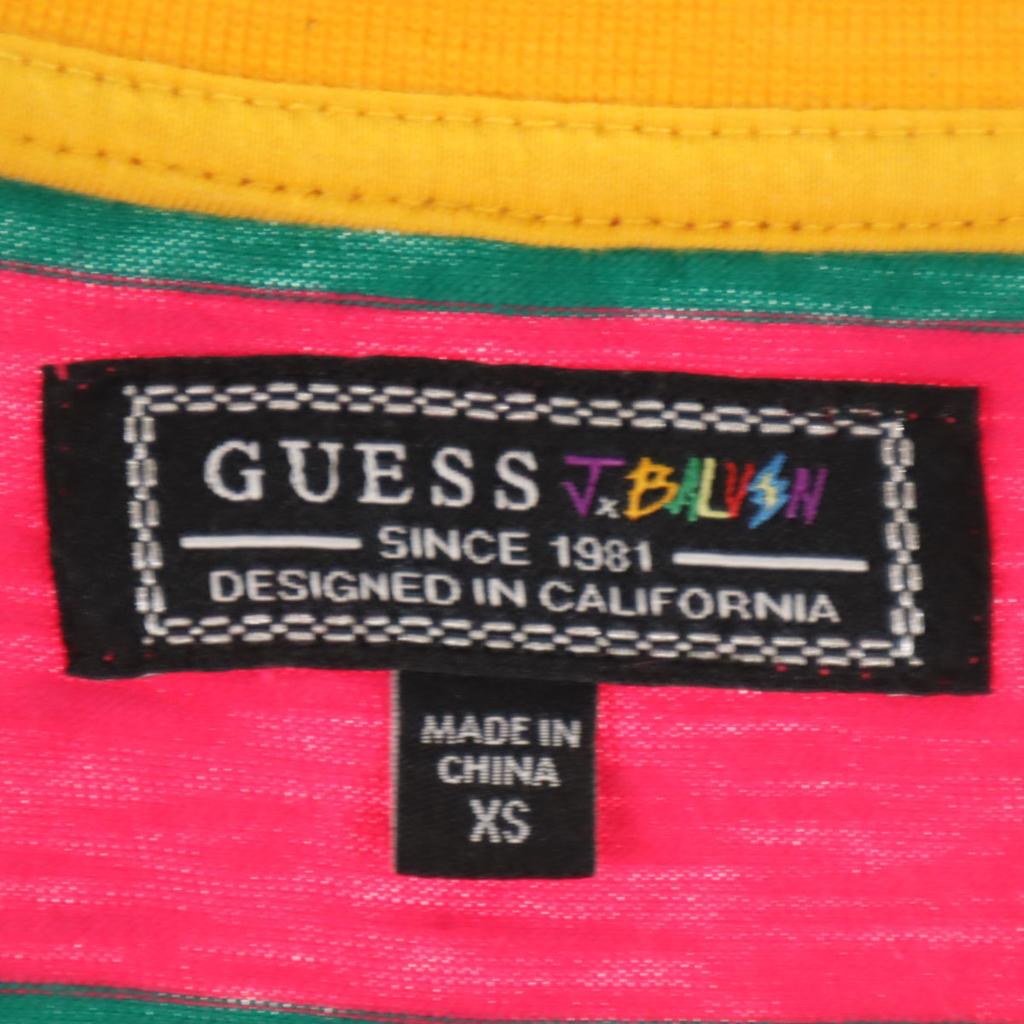 GUESS J x BALVIN
SINCE 1981
DESIGNED IN CALIFORNIA
MADE IN
CHINA
XS